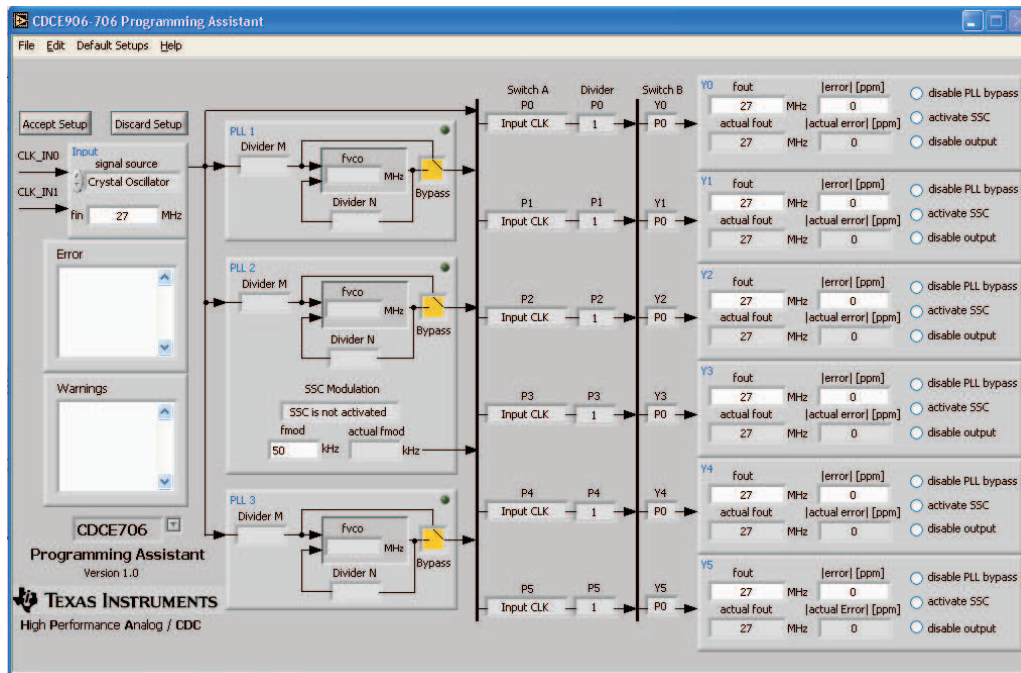 CDCE906-706 Programming Assistant
File Edit Default Setups Help
Accept Setup Discard Setup
CLK_IN0
CLK_IN1
Input
signal source
Crystal Oscillator
fin 27 MHz
Error
Warnings
CDCE706
Programming Assistant
Version 1.0
TEXAS INSTRUMENTS
High Performance Analog / CDC
PLL 1
Divider M
fvco
MHz
Divider N
Bypass
PLL 2
Divider M
fvco
MHz
Divider N
Bypass
SSC Modulation
SSC is not activated
fmod actual fmod
50 kHz kHz
PLL 3
Divider M
fvco
MHz
Divider N
Bypass
Switch A Divider Switch B
P0 P0 Y0
Input CLK 1 P0
P1 P1 Y1
Input CLK 1 P0
P2 P2 Y2
Input CLK 1 P0
P3 P3 Y3
Input CLK 1 P0
P4 P4 Y4
Input CLK 1 P0
P5 P5 Y5
Input CLK 1 P0
Y0 fout |error| [ppm] disable PLL bypass
27 MHz 0
activate SSC
actual fout |actual error| [ppm]
27 MHz 0 disable output
Y1 fout |error| [ppm] disable PLL bypass
27 MHz 0
activate SSC
actual fout |actual error| [ppm]
27 MHz 0 disable output
Y2 fout |error| [ppm] disable PLL bypass
27 MHz 0
activate SSC
actual fout |actual error| [ppm]
27 MHz 0 disable output
Y3 fout |error| [ppm] disable PLL bypass
27 MHz 0
activate SSC
actual fout |actual error| [ppm]
27 MHz 0 disable output
Y4 fout |error| [ppm] disable PLL bypass
27 MHz 0
activate SSC
actual fout |actual error| [ppm]
27 MHz 0 disable output
Y5 fout |error| [ppm] disable PLL bypass
27 MHz 0
activate SSC
actual fout |actual Error| [ppm]
27 MHz 0 disable output